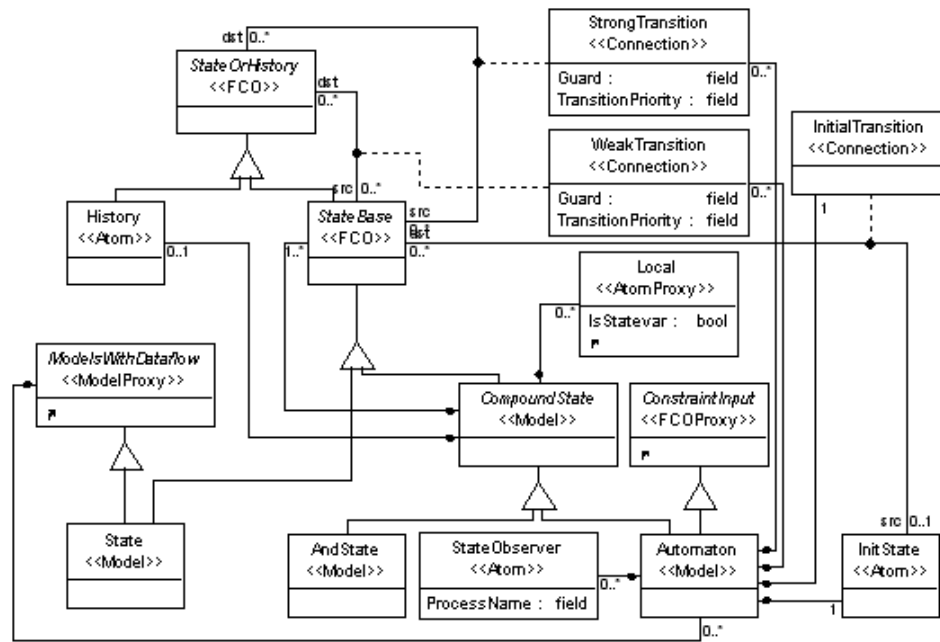 dst 0..*
StateOrHistory
<<FCO>>
dst
0..*
StrongTransition
<<Connection>>
Guard : field
TransitionPriority : field
0..*
WeakTransition
<<Connection>>
Guard : field
TransitionPriority : field
0..*
InitialTransition
<<Connection>>
1
History
<<Atom>>
0..1
src 0..*
StateBase
<<FCO>>
1..*
src
0..*
dst
0..*
Local
<<AtomProxy>>
IsStatevar : bool
0..*
ModelsWithDataflow
<<ModelProxy>>
CompoundState
<<Model>>
ConstraintInput
<<FCOProxy>>
State
<<Model>>
AndState
<<Model>>
StateObserver
<<Atom>>
ProcessName : field
0..*
Automaton
<<Model>>
0..*
src 0..1
InitState
<<Atom>>
1